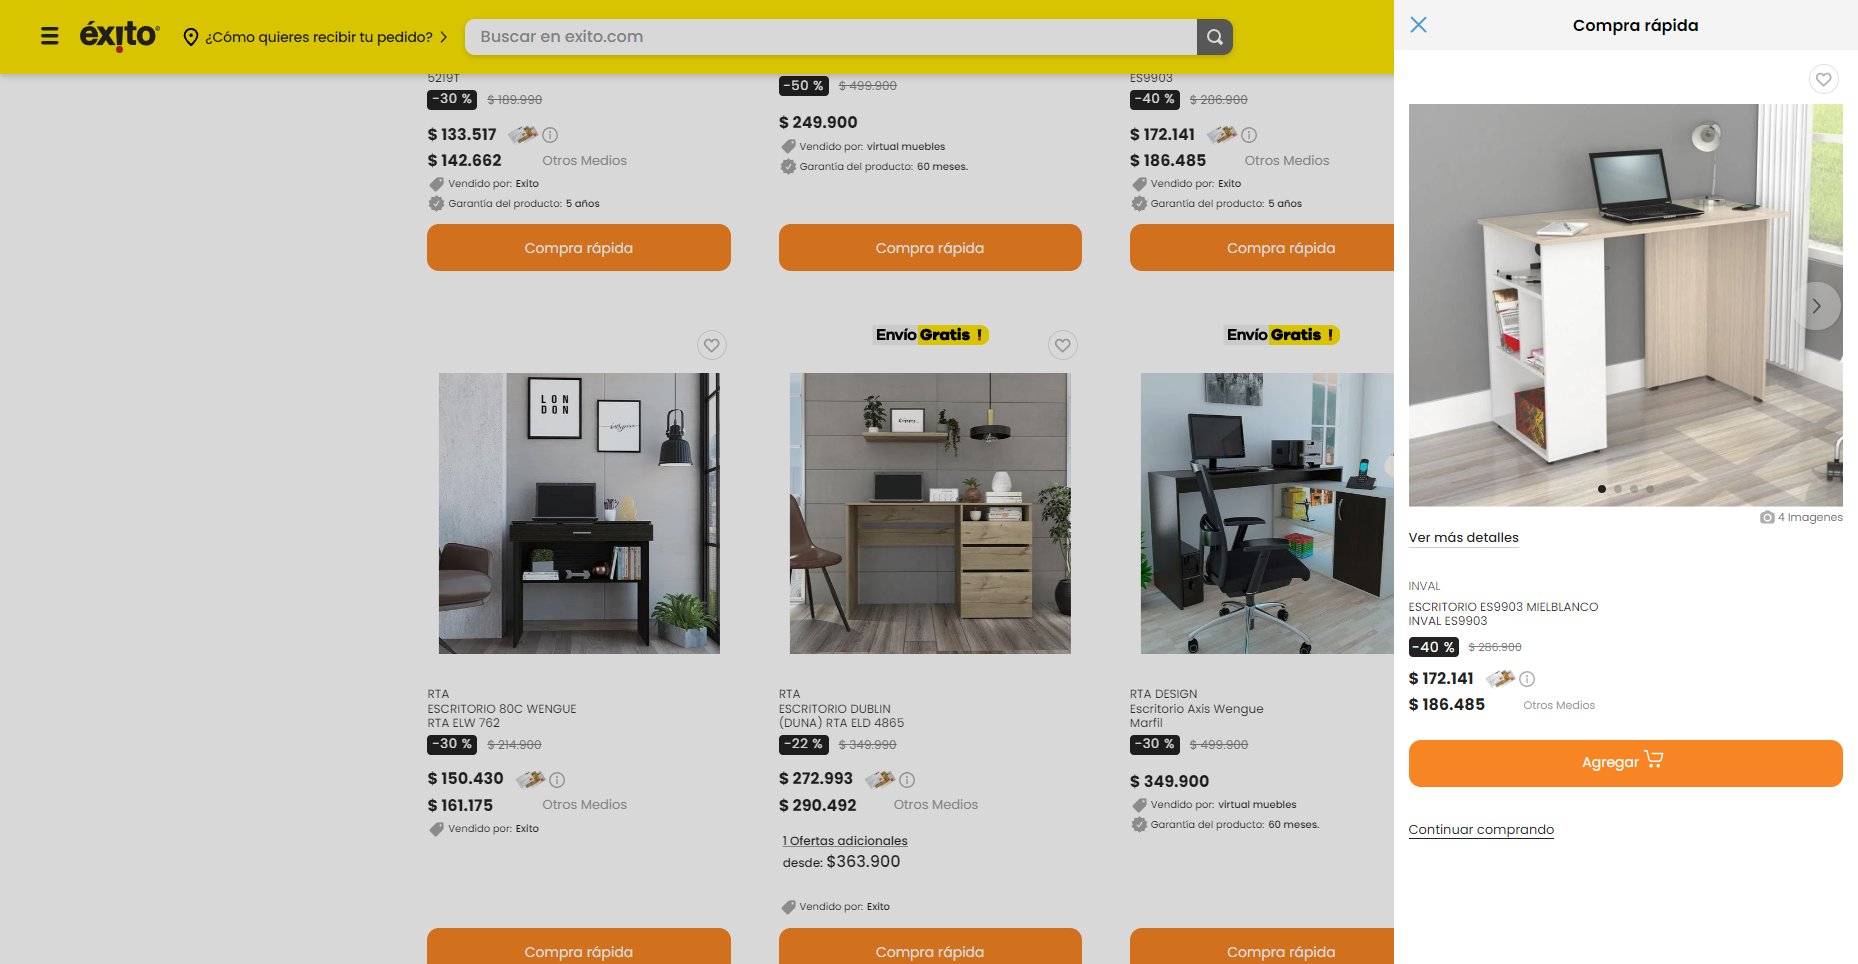 éxito
¿Cómo quieres recibir tu pedido?
Buscar en exito.com
5219T
-30 % $ 189.990
$ 133.517
$ 142.662 Otros Medios
Vendido por: Exito
Garantía del producto: 5 años
Compra rápida
-50 % $ 499.900
$ 249.900
Vendido por: virtual muebles
Garantía del producto: 60 meses.
Compra rápida
ES9903
-40 % $ 286.900
$ 172.141
$ 186.485 Otros Medios
Vendido por: Exito
Garantía del producto: 5 años
Compra rápida
LON
DON
inspire
RTA
ESCRITORIO 80C WENGUE
RTA ELW 762
-30 % $ 214.900
$ 150.430
$ 161.175 Otros Medios
Vendido por: Exito
Compra rápida
Envío Gratis !
RTA
ESCRITORIO DUBLIN
(DUNA) RTA ELD 4865
-22 % $ 349.990
$ 272.993
$ 290.492 Otros Medios
1 Ofertas adicionales
desde: $363.900
Vendido por: Exito
Compra rápida
Envío Gratis !
RTA DESIGN
Escritorio Axis Wengue
Marfil
-30 % $ 499.900
$ 349.900
Vendido por: virtual muebles
Garantía del producto: 60 meses.
Compra rápida
Compra rápida
4 Imagenes
Ver más detalles
INVAL
ESCRITORIO ES9903 MIELBLANCO
INVAL ES9903
-40 % $ 286.900
$ 172.141
$ 186.485 Otros Medios
Agregar
Continuar comprando